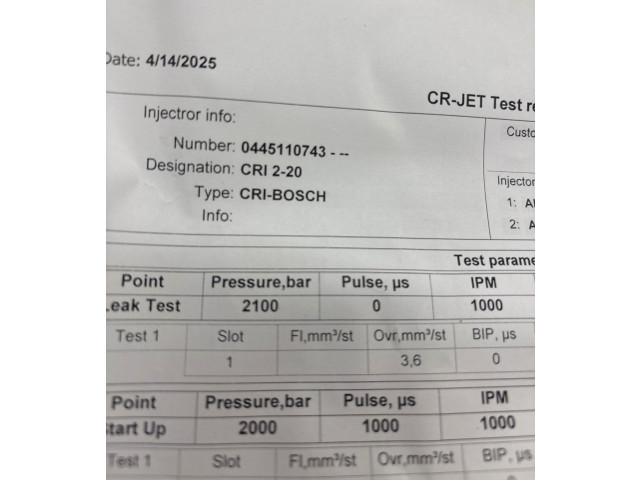 Date: 4/14/2025
CR-JET Test re
Injectror info:
Custo
Number: 0445110743 - --
Designation: CRI 2-20
Injector
Type: CRI-BOSCH
1: Al
Info:
2: A
Test parame
Point Pressure,bar Pulse, µs IPM
Leak Test 2100 0 1000
Test 1 Slot Fl,mm³/st Ovr,mm³/st BIP, µs
1 3,6 0
Point Pressure,bar Pulse, µs IPM
Start Up 2000 1000 1000
Test 1 Slot Fl,mm³/st Ovr,mm³/st BIP, µs